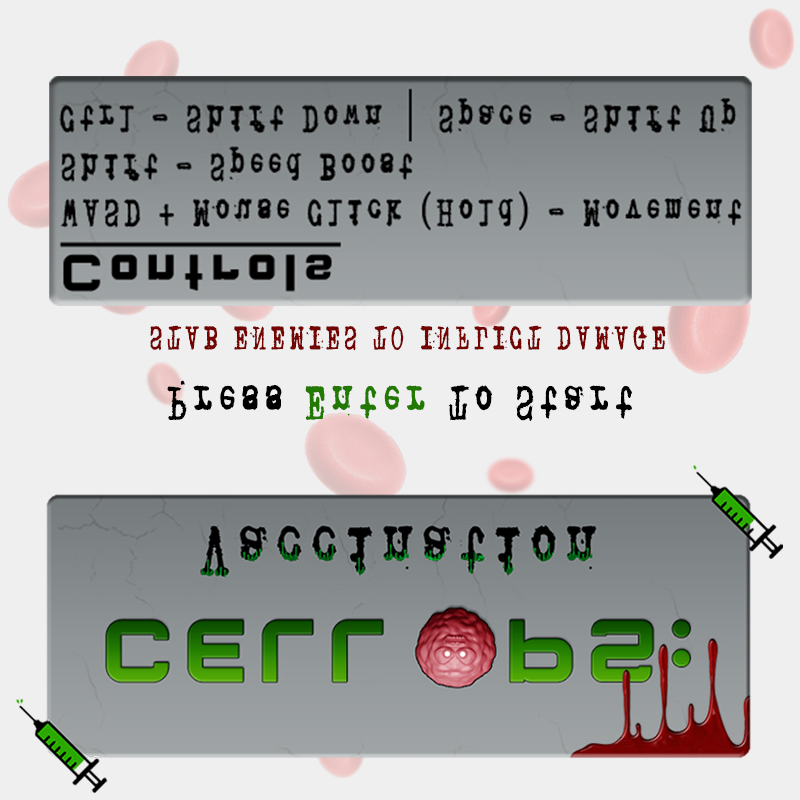 CELL OPS:
Vaccination
Press Enter To Start
STAB ENEMIES TO INFLICT DAMAGE
Controls
WASD + Mouse Click (Hold) - Movement
Shift - Speed Boost
Ctrl - Shift Down | Space - Shift Up